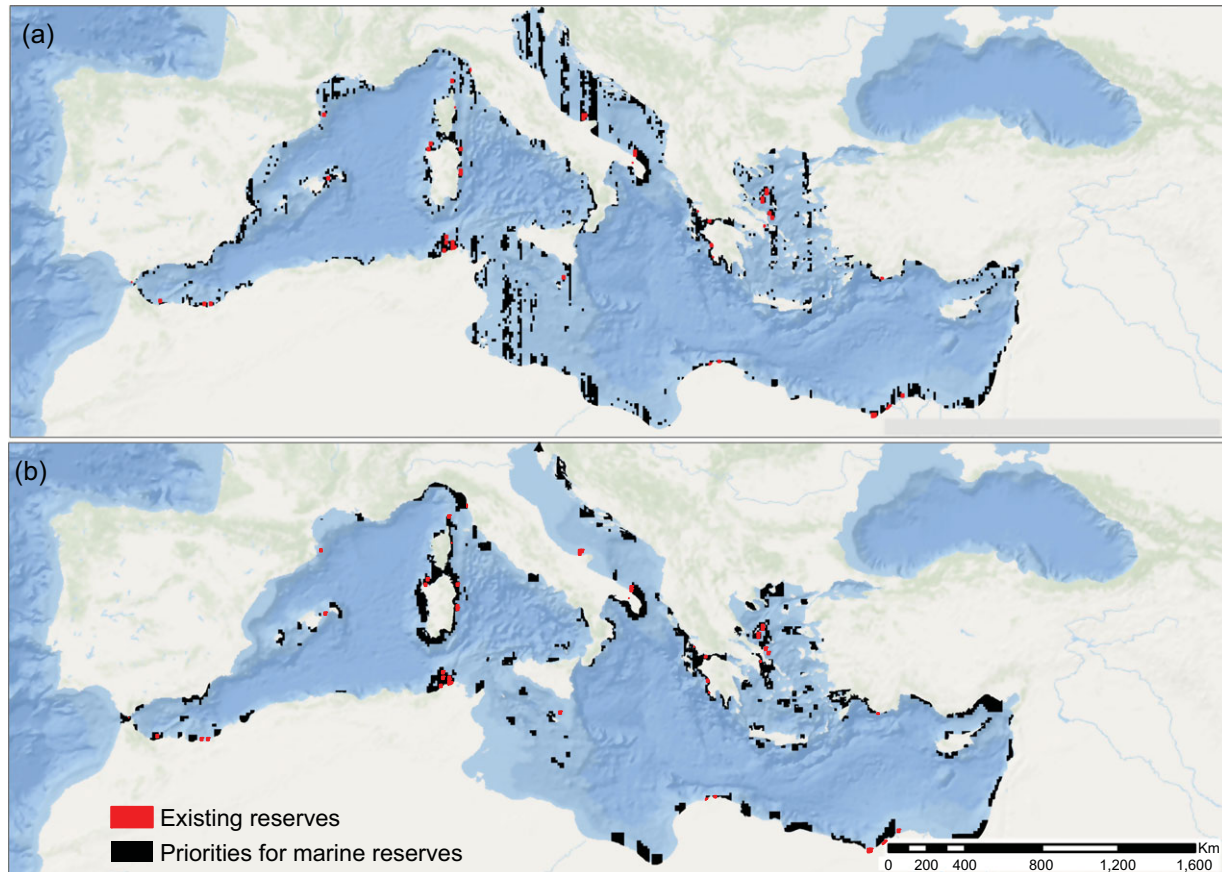 (a)
(b)
Existing reserves
Priorities for marine reserves
Km
0 200 400 800 1,200 1,600